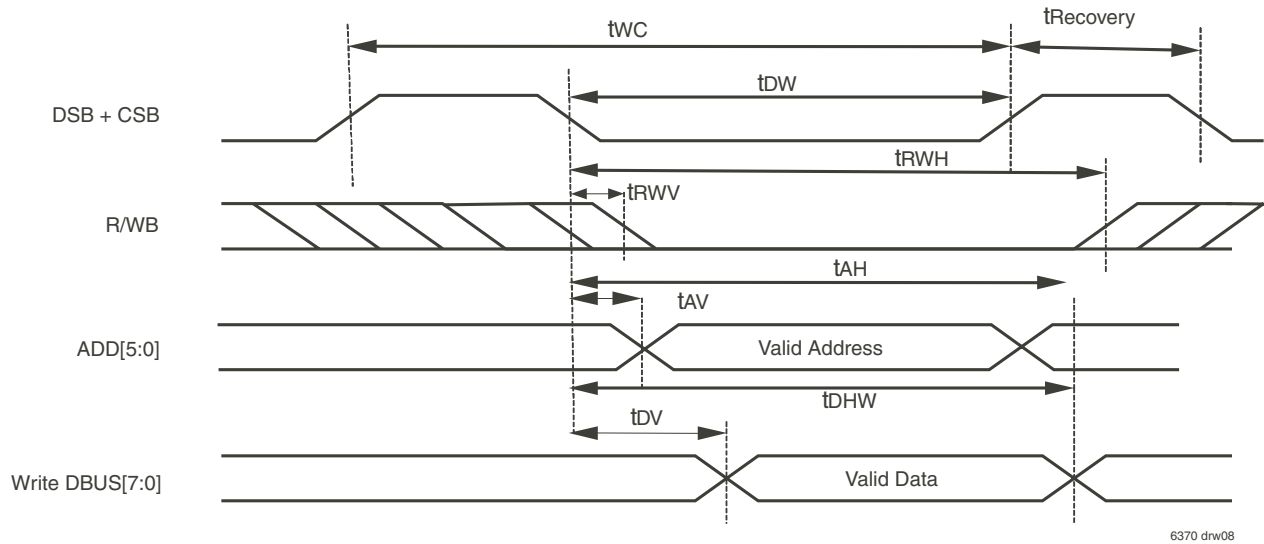 tWC
tRecovery
DSB + CSB
tDW
tRWH
tRWV
R/WB
tAH
tAV
ADD[5:0]
Valid Address
tDHW
tDV
Write DBUS[7:0]
Valid Data
6370 drw08